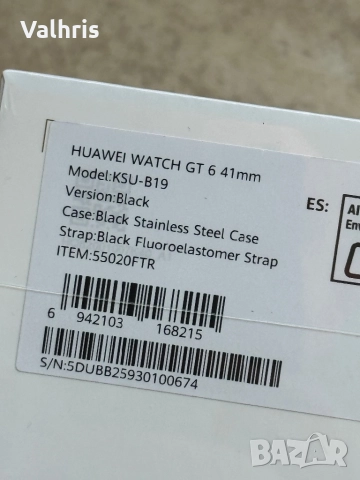 Valhris
HUAWEI WATCH GT 6 41mm
Model:KSU-B19
Version:Black
Case:Black Stainless Steel Case
Strap:Black Fluoroelastomer Strap
ITEM:55020FTR
6 942103 168215
S/N:5DUBB25930100674
ES:
BAZAR